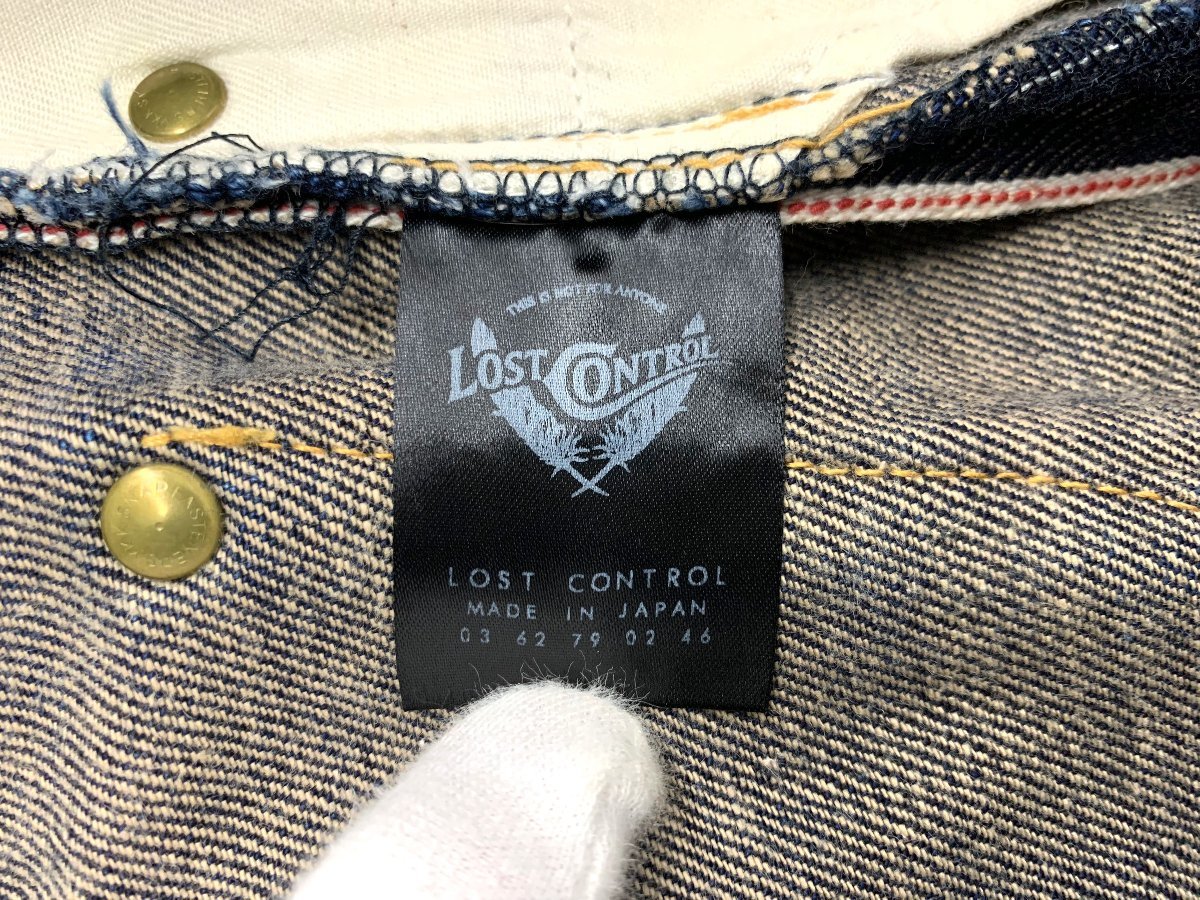 THIS IS NOT FOR ANYONE
LOST CONTROL
LOST CONTROL
MADE IN JAPAN
03 62 79 02 46